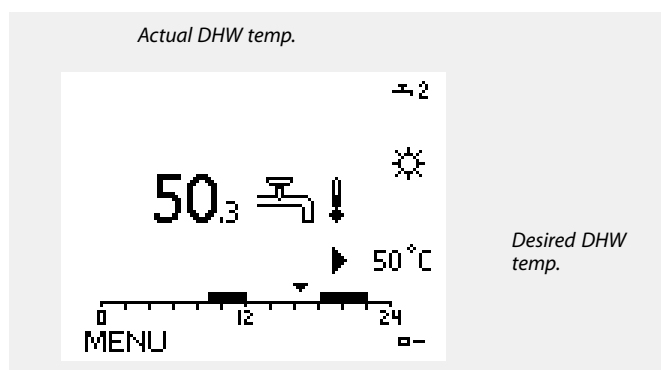 Actual DHW temp.
2
50.3
Desired DHW
temp.
50°C
0 12 24
MENU